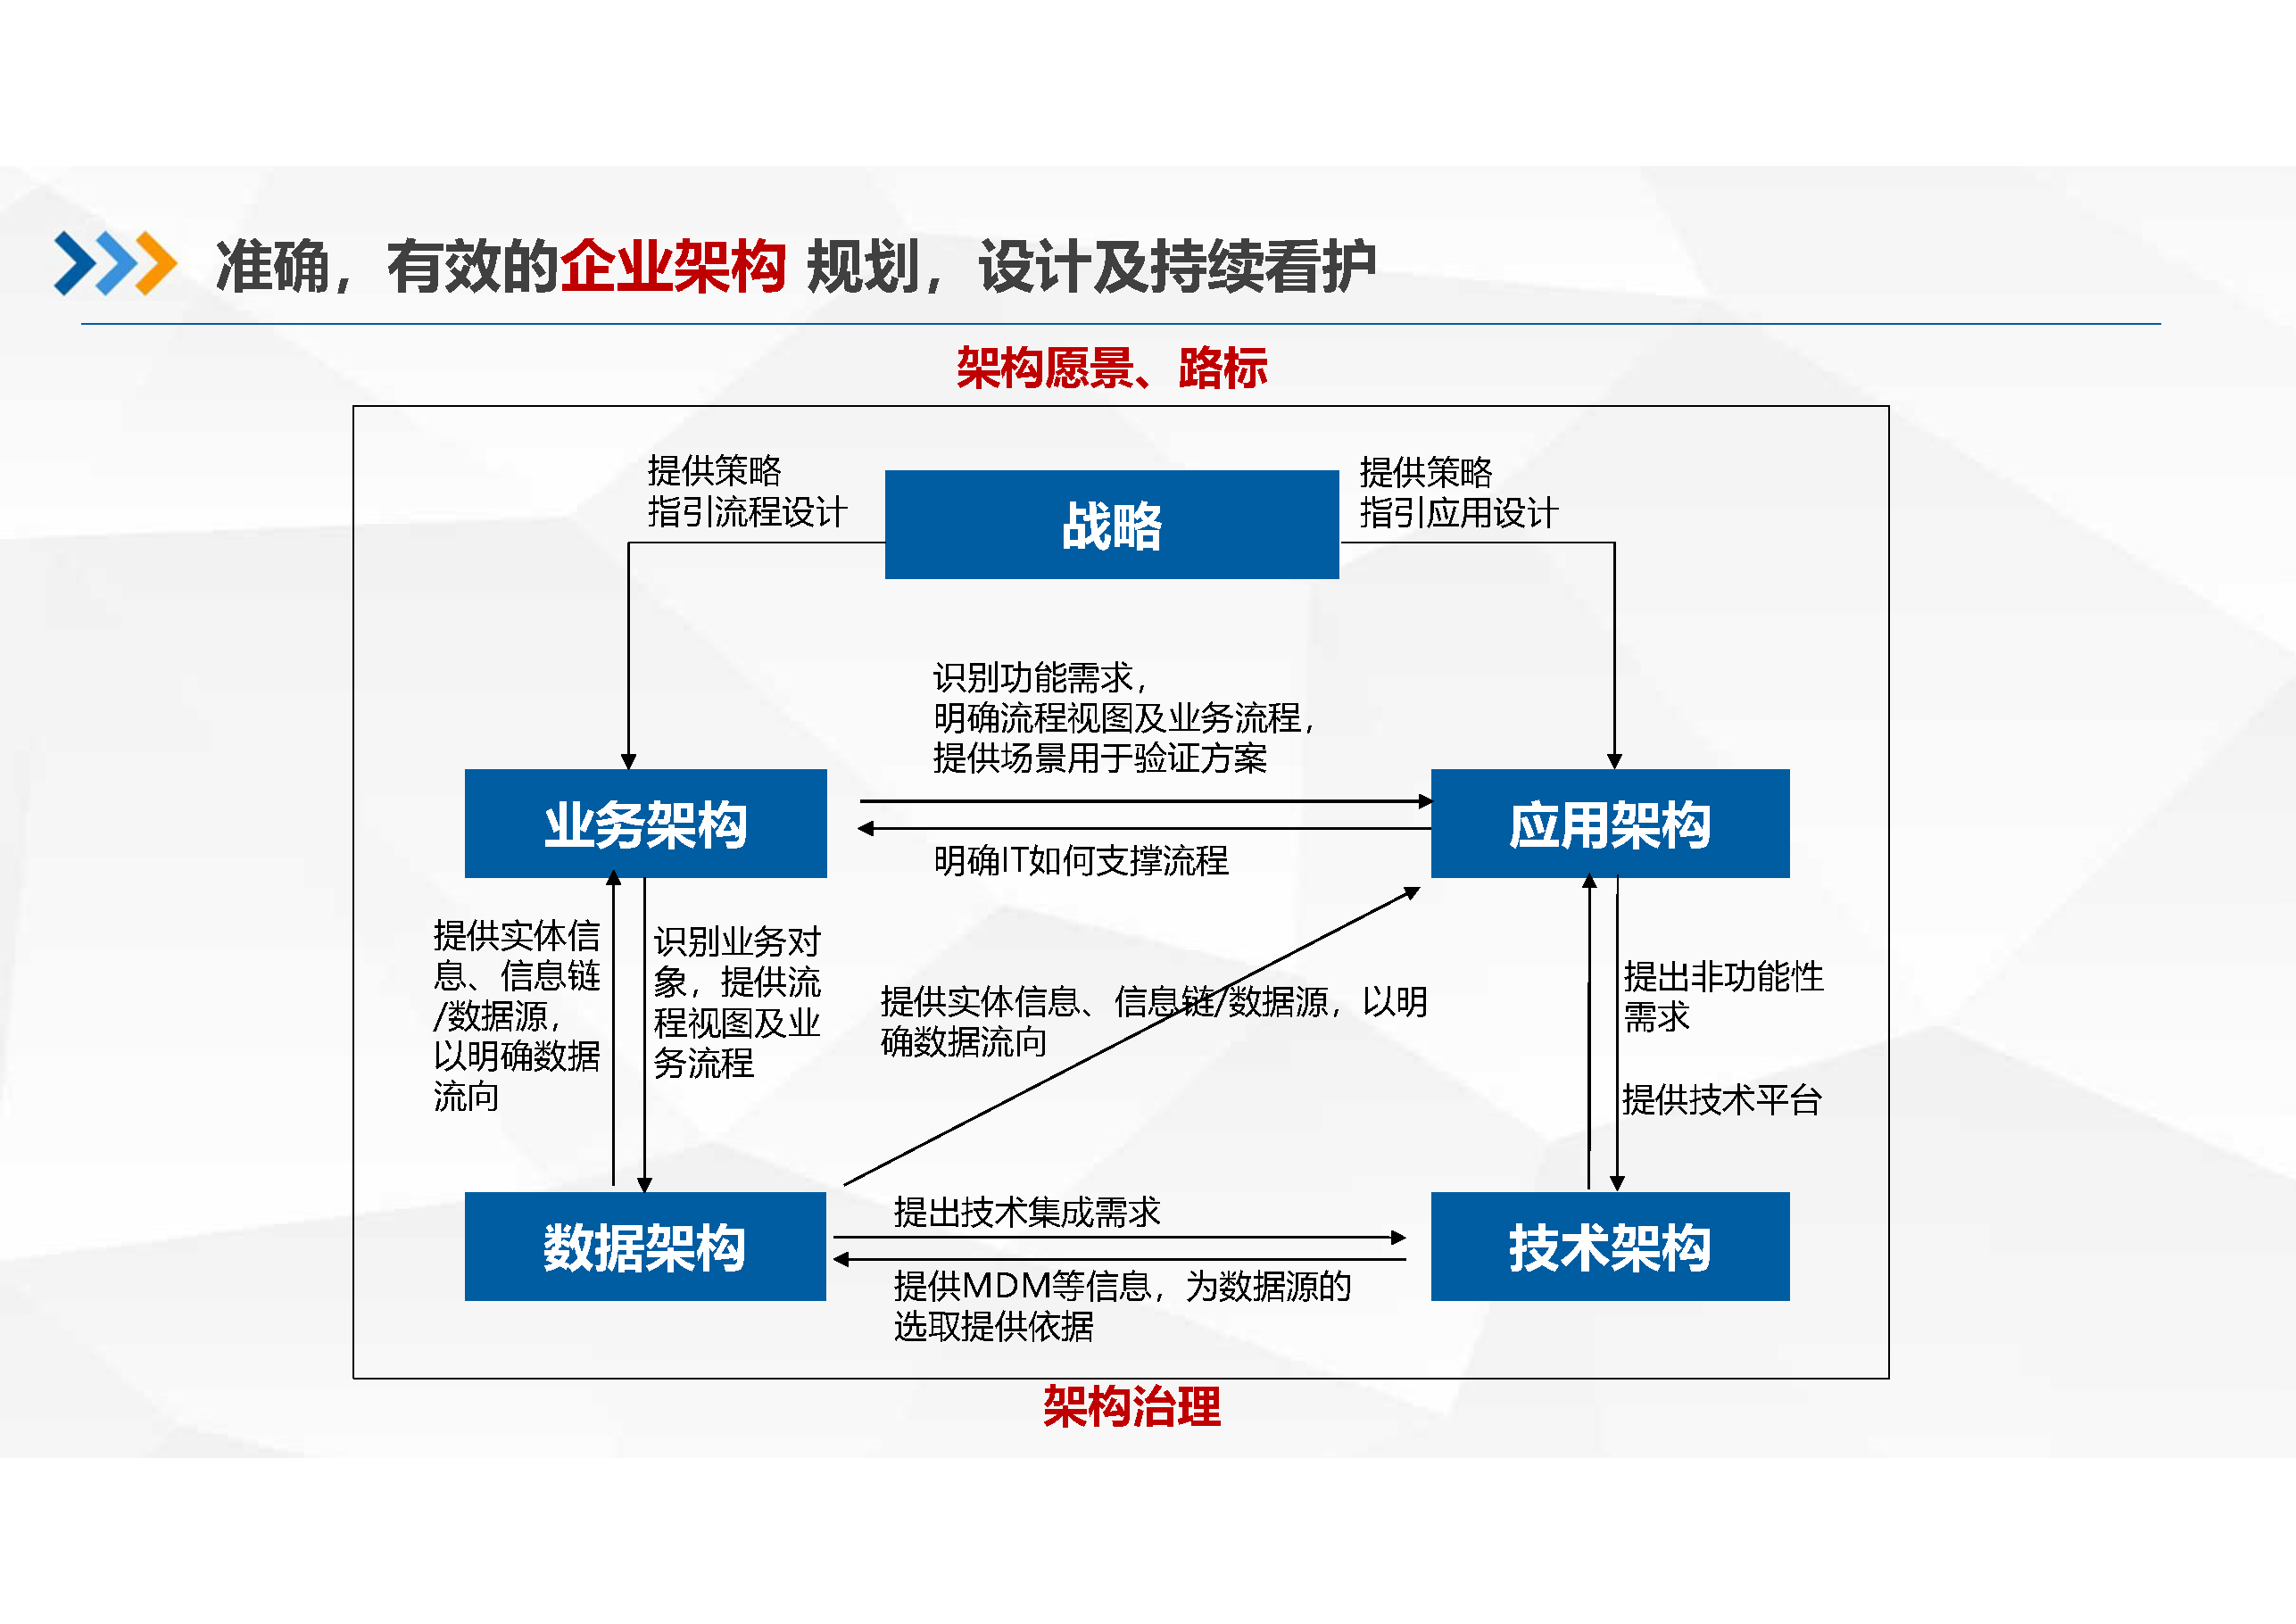 准确，有效的企业架构 规划，设计及持续看护
架构愿景、路标
提供策略
指引流程设计
战略
提供策略
指引应用设计
识别功能需求，
明确流程视图及业务流程，
提供场景用于验证方案
业务架构
应用架构
明确IT如何支撑流程
提供实体信
息、信息链
/数据源，
以明确数据
流向
识别业务对
象，提供流
程视图及业
务流程
提供实体信息、信息链/数据源，以明
确数据流向
提出非功能性
需求
提供技术平台
提出技术集成需求
数据架构
技术架构
提供MDM等信息，为数据源的
选取提供依据
架构治理